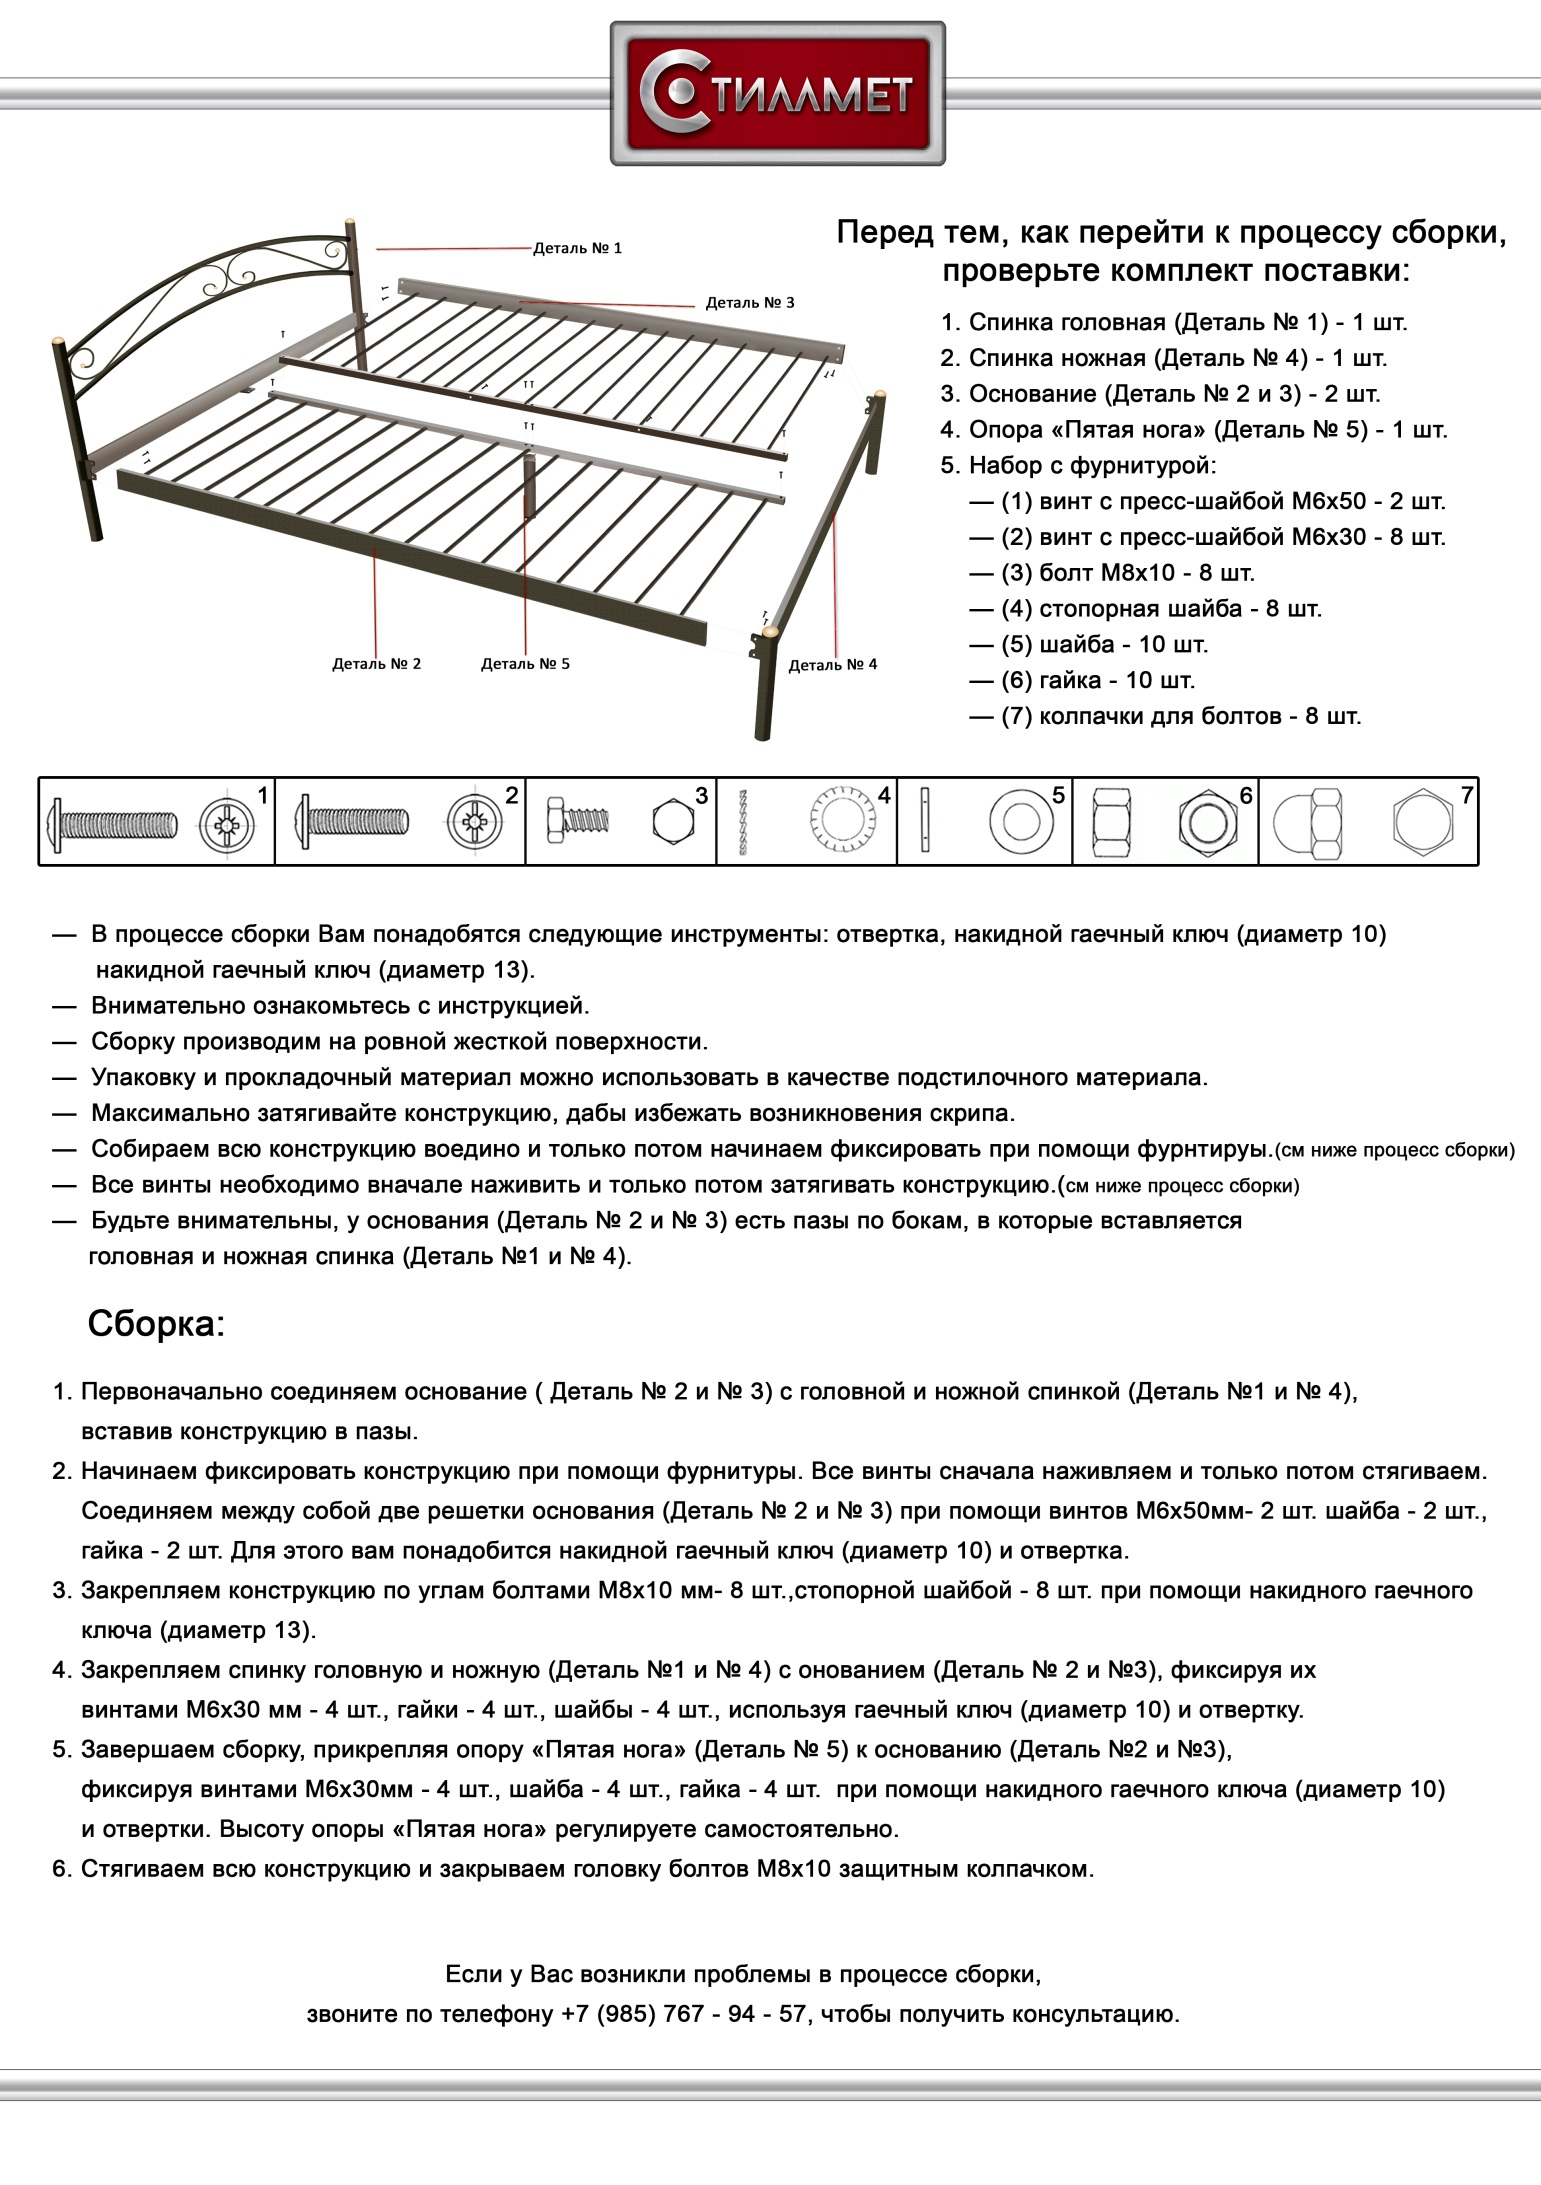 СТИЛЛМЕТ
Перед тем, как перейти к процессу сборки,
проверьте комплект поставки:
Деталь № 1
Деталь № 3
Деталь № 2
Деталь № 5
Деталь № 4
1. Спинка головная (Деталь № 1) - 1 шт.
2. Спинка ножная (Деталь № 4) - 1 шт.
3. Основание (Деталь № 2 и 3) - 2 шт.
4. Опора «Пятая нога» (Деталь № 5) - 1 шт.
5. Набор с фурнитурой:
— (1) винт с пресс-шайбой М6х50 - 2 шт.
— (2) винт с пресс-шайбой М6х30 - 8 шт.
— (3) болт М8х10 - 8 шт.
— (4) стопорная шайба - 8 шт.
— (5) шайба - 10 шт.
— (6) гайка - 10 шт.
— (7) колпачки для болтов - 8 шт.
1 2 3 4 5 6 7
— В процессе сборки Вам понадобятся следующие инструменты: отвертка, накидной гаечный ключ (диаметр 10)
накидной гаечный ключ (диаметр 13).
— Внимательно ознакомьтесь с инструкцией.
— Сборку производим на ровной жесткой поверхности.
— Упаковку и прокладочный материал можно использовать в качестве подстилочного материала.
— Максимально затягивайте конструкцию, дабы избежать возникновения скрипа.
— Собираем всю конструкцию воедино и только потом начинаем фиксировать при помощи фурнтируы.(см ниже процесс сборки)
— Все винты необходимо вначале наживить и только потом затягивать конструкцию.(см ниже процесс сборки)
— Будьте внимательны, у основания (Деталь № 2 и № 3) есть пазы по бокам, в которые вставляется
головная и ножная спинка (Деталь №1 и № 4).
Сборка:
1. Первоначально соединяем основание ( Деталь № 2 и № 3) с головной и ножной спинкой (Деталь №1 и № 4),
вставив конструкцию в пазы.
2. Начинаем фиксировать конструкцию при помощи фурнитуры. Все винты сначала наживляем и только потом стягиваем.
Соединяем между собой две решетки основания (Деталь № 2 и № 3) при помощи винтов М6х50мм- 2 шт. шайба - 2 шт.,
гайка - 2 шт. Для этого вам понадобится накидной гаечный ключ (диаметр 10) и отвертка.
3. Закрепляем конструкцию по углам болтами М8х10 мм- 8 шт.,стопорной шайбой - 8 шт. при помощи накидного гаечного
ключа (диаметр 13).
4. Закрепляем спинку головную и ножную (Деталь №1 и № 4) с онованием (Деталь № 2 и №3), фиксируя их
винтами М6х30 мм - 4 шт., гайки - 4 шт., шайбы - 4 шт., используя гаечный ключ (диаметр 10) и отвертку.
5. Завершаем сборку, прикрепляя опору «Пятая нога» (Деталь № 5) к основанию (Деталь №2 и №3),
фиксируя винтами М6х30мм - 4 шт., шайба - 4 шт., гайка - 4 шт. при помощи накидного гаечного ключа (диаметр 10)
и отвертки. Высоту опоры «Пятая нога» регулируете самостоятельно.
6. Стягиваем всю конструкцию и закрываем головку болтов М8х10 защитным колпачком.
Если у Вас возникли проблемы в процессе сборки,
звоните по телефону +7 (985) 767 - 94 - 57, чтобы получить консультацию.